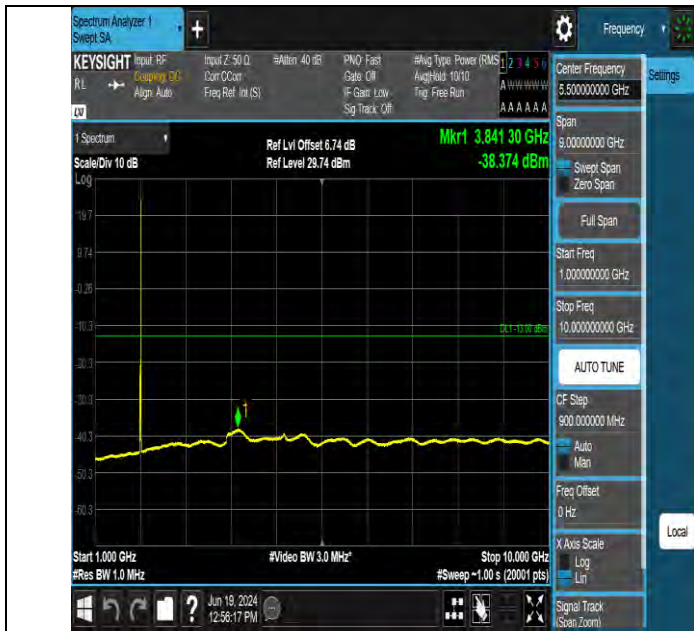 Spectrum Analyzer 1
Swept SA
+
Frequency
KEYSIGHT
Input: RF
Coupling: DC
Align: Auto
Input Z: 50 Ω
Corr CCorr
Freq Ref: Int (S)
#Atten: 40 dB
PNO: Fast
Gate: Off
IF Gain: Low
Sig Track: Off
#Avg Type: Power (RMS
Avg|Hold: 10/10
Trig: Free Run
1 2 3 4 5 6
A W W W W W
A A A A A A
RL
LXI
1 Spectrum
Scale/Div 10 dB
Ref Lvl Offset 6.74 dB
Ref Level 29.74 dBm
Mkr1 3.841 30 GHz
-38.374 dBm
Log
19.7
9.74
-0.26
-10.3
-20.3
-30.3
-40.3
-50.3
-60.3
DL1 -13.00 dBm
1
Start 1.000 GHz
#Res BW 1.0 MHz
#Video BW 3.0 MHz*
Stop 10.000 GHz
#Sweep ~1.00 s (20001 pts)
Jun 19, 2024
12:56:17 PM
Center Frequency
5.500000000 GHz
Span
9.00000000 GHz
Swept Span
Zero Span
Full Span
Start Freq
1.000000000 GHz
Stop Freq
10.000000000 GHz
AUTO TUNE
CF Step
900.000000 MHz
Auto
Man
Freq Offset
0 Hz
X Axis Scale
Log
Lin
Signal Track
(Span Zoom)
Settings
Local